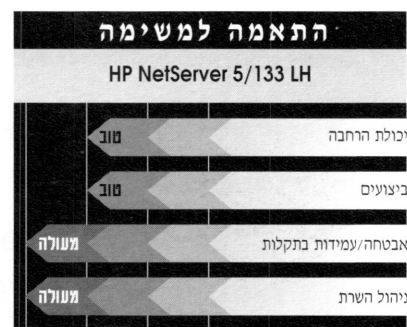 התאמה למשימה
HP NetServer 5/133 LH
יכולת הרחבה טוב
ביצועים טוב
אבטחה/עמידות בתקלות מעולה
ניהול השרת מעולה